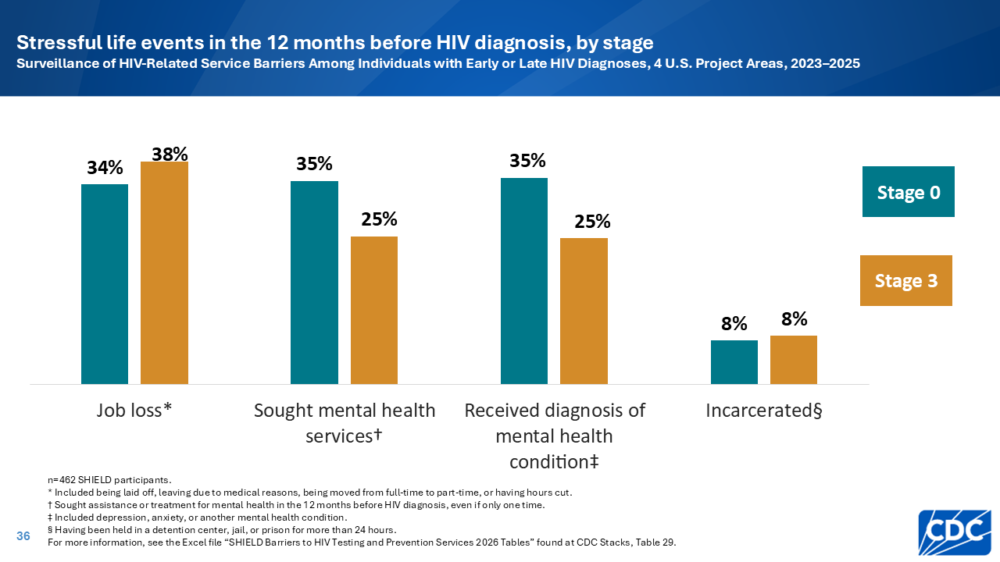 Stressful life events in the 12 months before HIV diagnosis, by stage
Surveillance of HIV-Related Service Barriers Among Individuals with Early or Late HIV Diagnoses, 4 U.S. Project Areas, 2023–2025
34%
38%
35%
25%
35%
25%
8%
8%
Stage 0
Stage 3
Job loss*
Sought mental health
services†
Received diagnosis of
mental health
condition‡
Incarcerated§
n=462 SHIELD participants.
* Included being laid off, leaving due to medical reasons, being moved from full-time to part-time, or having hours cut.
† Sought assistance or treatment for mental health in the 12 months before HIV diagnosis, even if only one time.
‡ Included depression, anxiety, or another mental health condition.
§ Having been held in a detention center, jail, or prison for more than 24 hours.
For more information, see the Excel file “SHIELD Barriers to HIV Testing and Prevention Services 2026 Tables” found at CDC Stacks, Table 29.
36
CDC